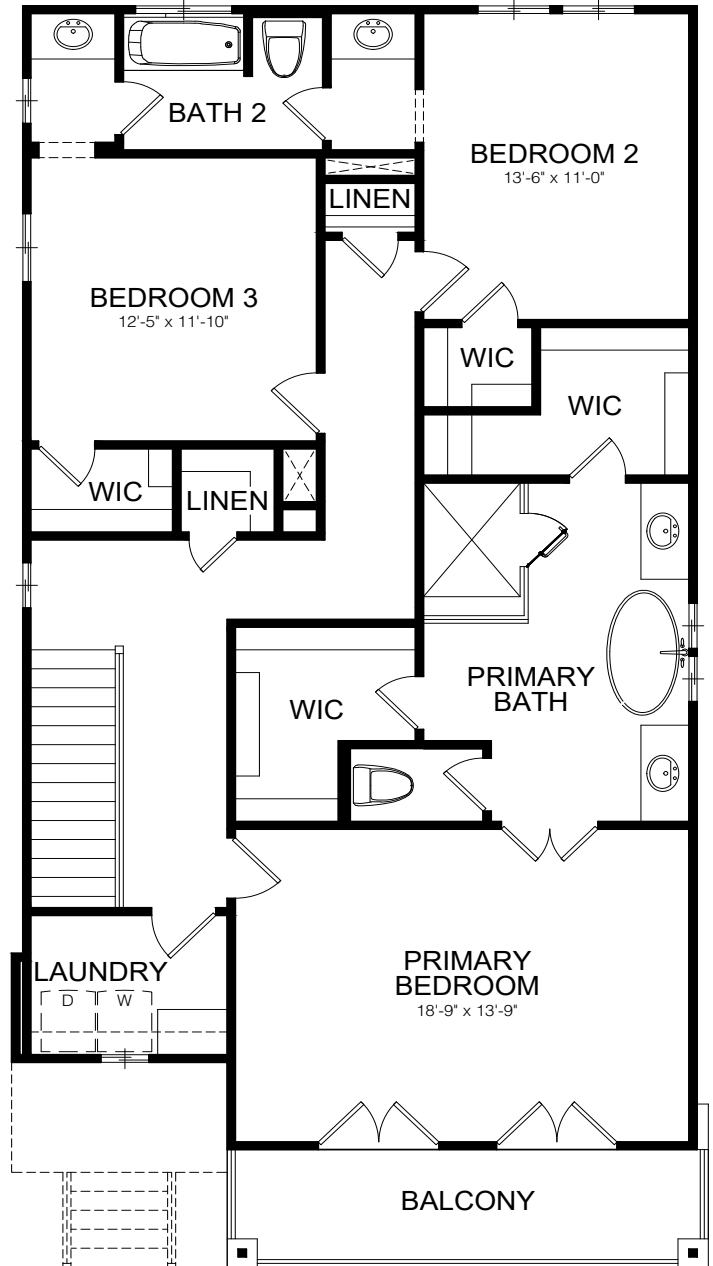 BATH 2
BEDROOM 2
13'-6" x 11'-0"
LINEN
BEDROOM 3
12'-5" x 11'-10"
WIC
WIC
WIC
LINEN
PRIMARY
BATH
WIC
PRIMARY
BEDROOM
18'-9" x 13'-9"
LAUNDRY
D
W
BALCONY